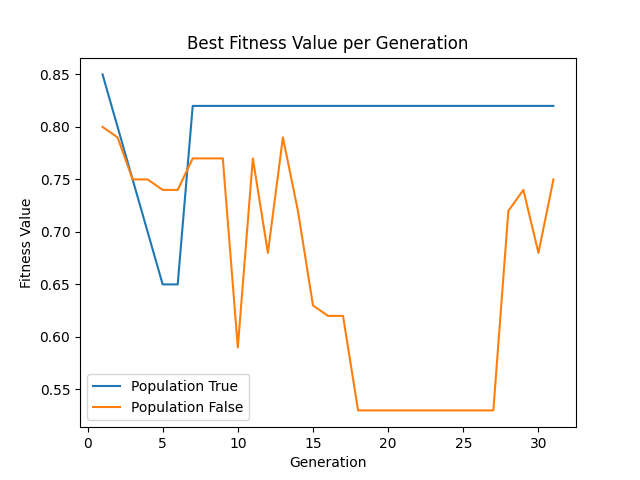 Best Fitness Value per Generation
0.85
0.80
0.75
0.70
0.65
0.60
0.55
Fitness Value
Population True
Population False
0 5 10 15 20 25 30
Generation